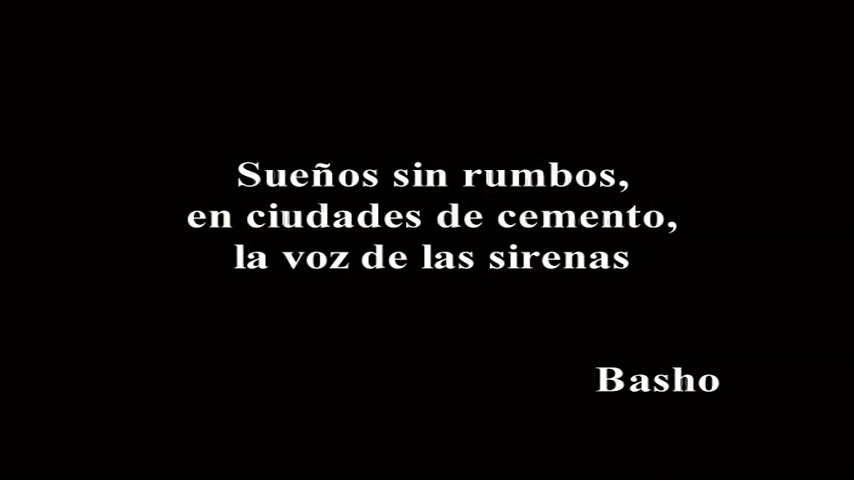 Sueños sin rumbos,
en ciudades de cemento,
la voz de las sirenas
Basho